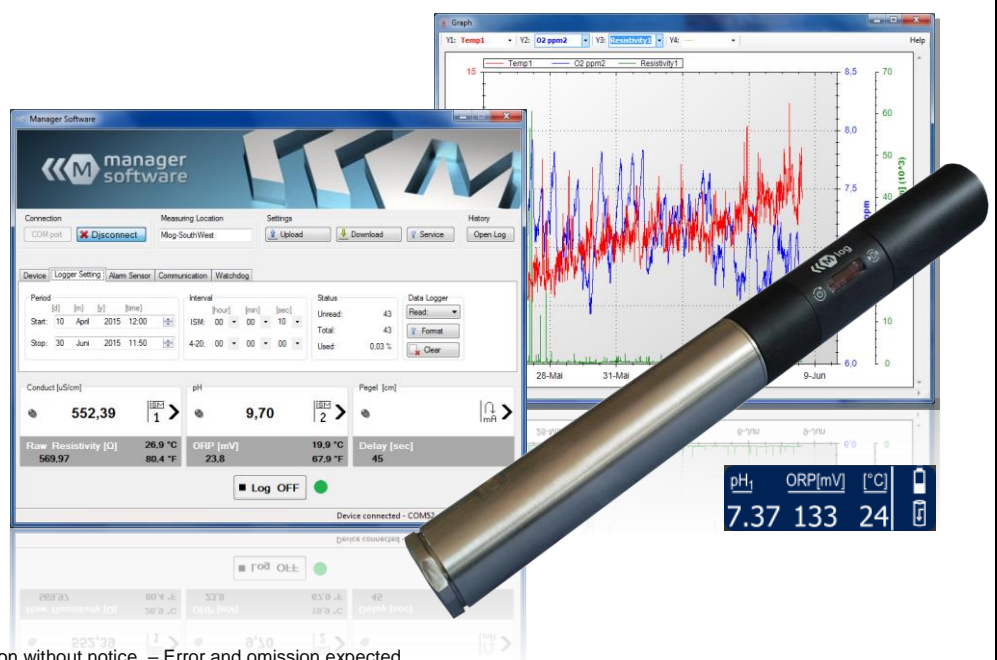 Graph
Y1: Temp1 Y2: O2 ppm2 Y3: Resistivity1 Y4: Help
Temp1 O2 ppm2 Resistivity1
15 8,5 70
60
8,0
50
7,5
40
10
6,0 0
28-Mai 31-Mai 9-Jun
Manager Software
M manager software
Connection Measuring Location Settings History
COM port Disconnect Mlog-SouthWest Upload Download Service Open Log
Device Logger Setting Alarm Sensor Communication Watchdog
Period Interval Status Data Logger
[d] [m] [y] [time] [hour] [min] [sec] Unread: 43 Read:
Start: 10 April 2015 12:00 ISM: 00 00 10 Total: 43 Format
Stop: 30 Juni 2015 11:50 4-20: 00 00 00 Used: 0,03 % Clear
Conduct [uS/cm] pH Pegel [cm]
552,39 ISM 1 9,70 ISM 2 mA
Raw Resistivity [Ω] 26,9 °C ORP [mV] 19,9 °C Delay [sec]
569,97 80,4 °F 23,8 67,9 °F 45
Log OFF
Device connected - COM52
M log
pH1 ORP[mV] [°C]
7.37 133 24
on without notice. – Error and omission expected